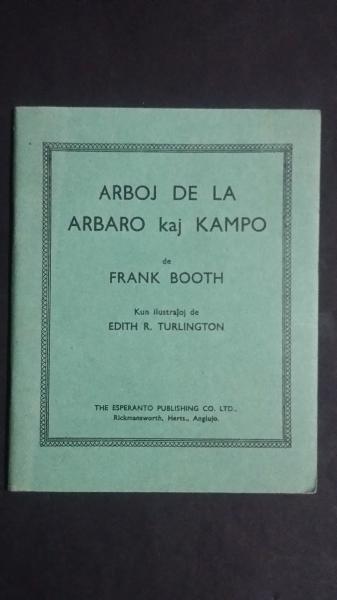 ARBOJ DE LA
ARBARO kaj KAMPO
de
FRANK BOOTH
Kun ilustraĵoj de
EDITH R. TURLINGTON
THE ESPERANTO PUBLISHING CO. LTD.,
Rickmansworth, Herts., Anglujo.